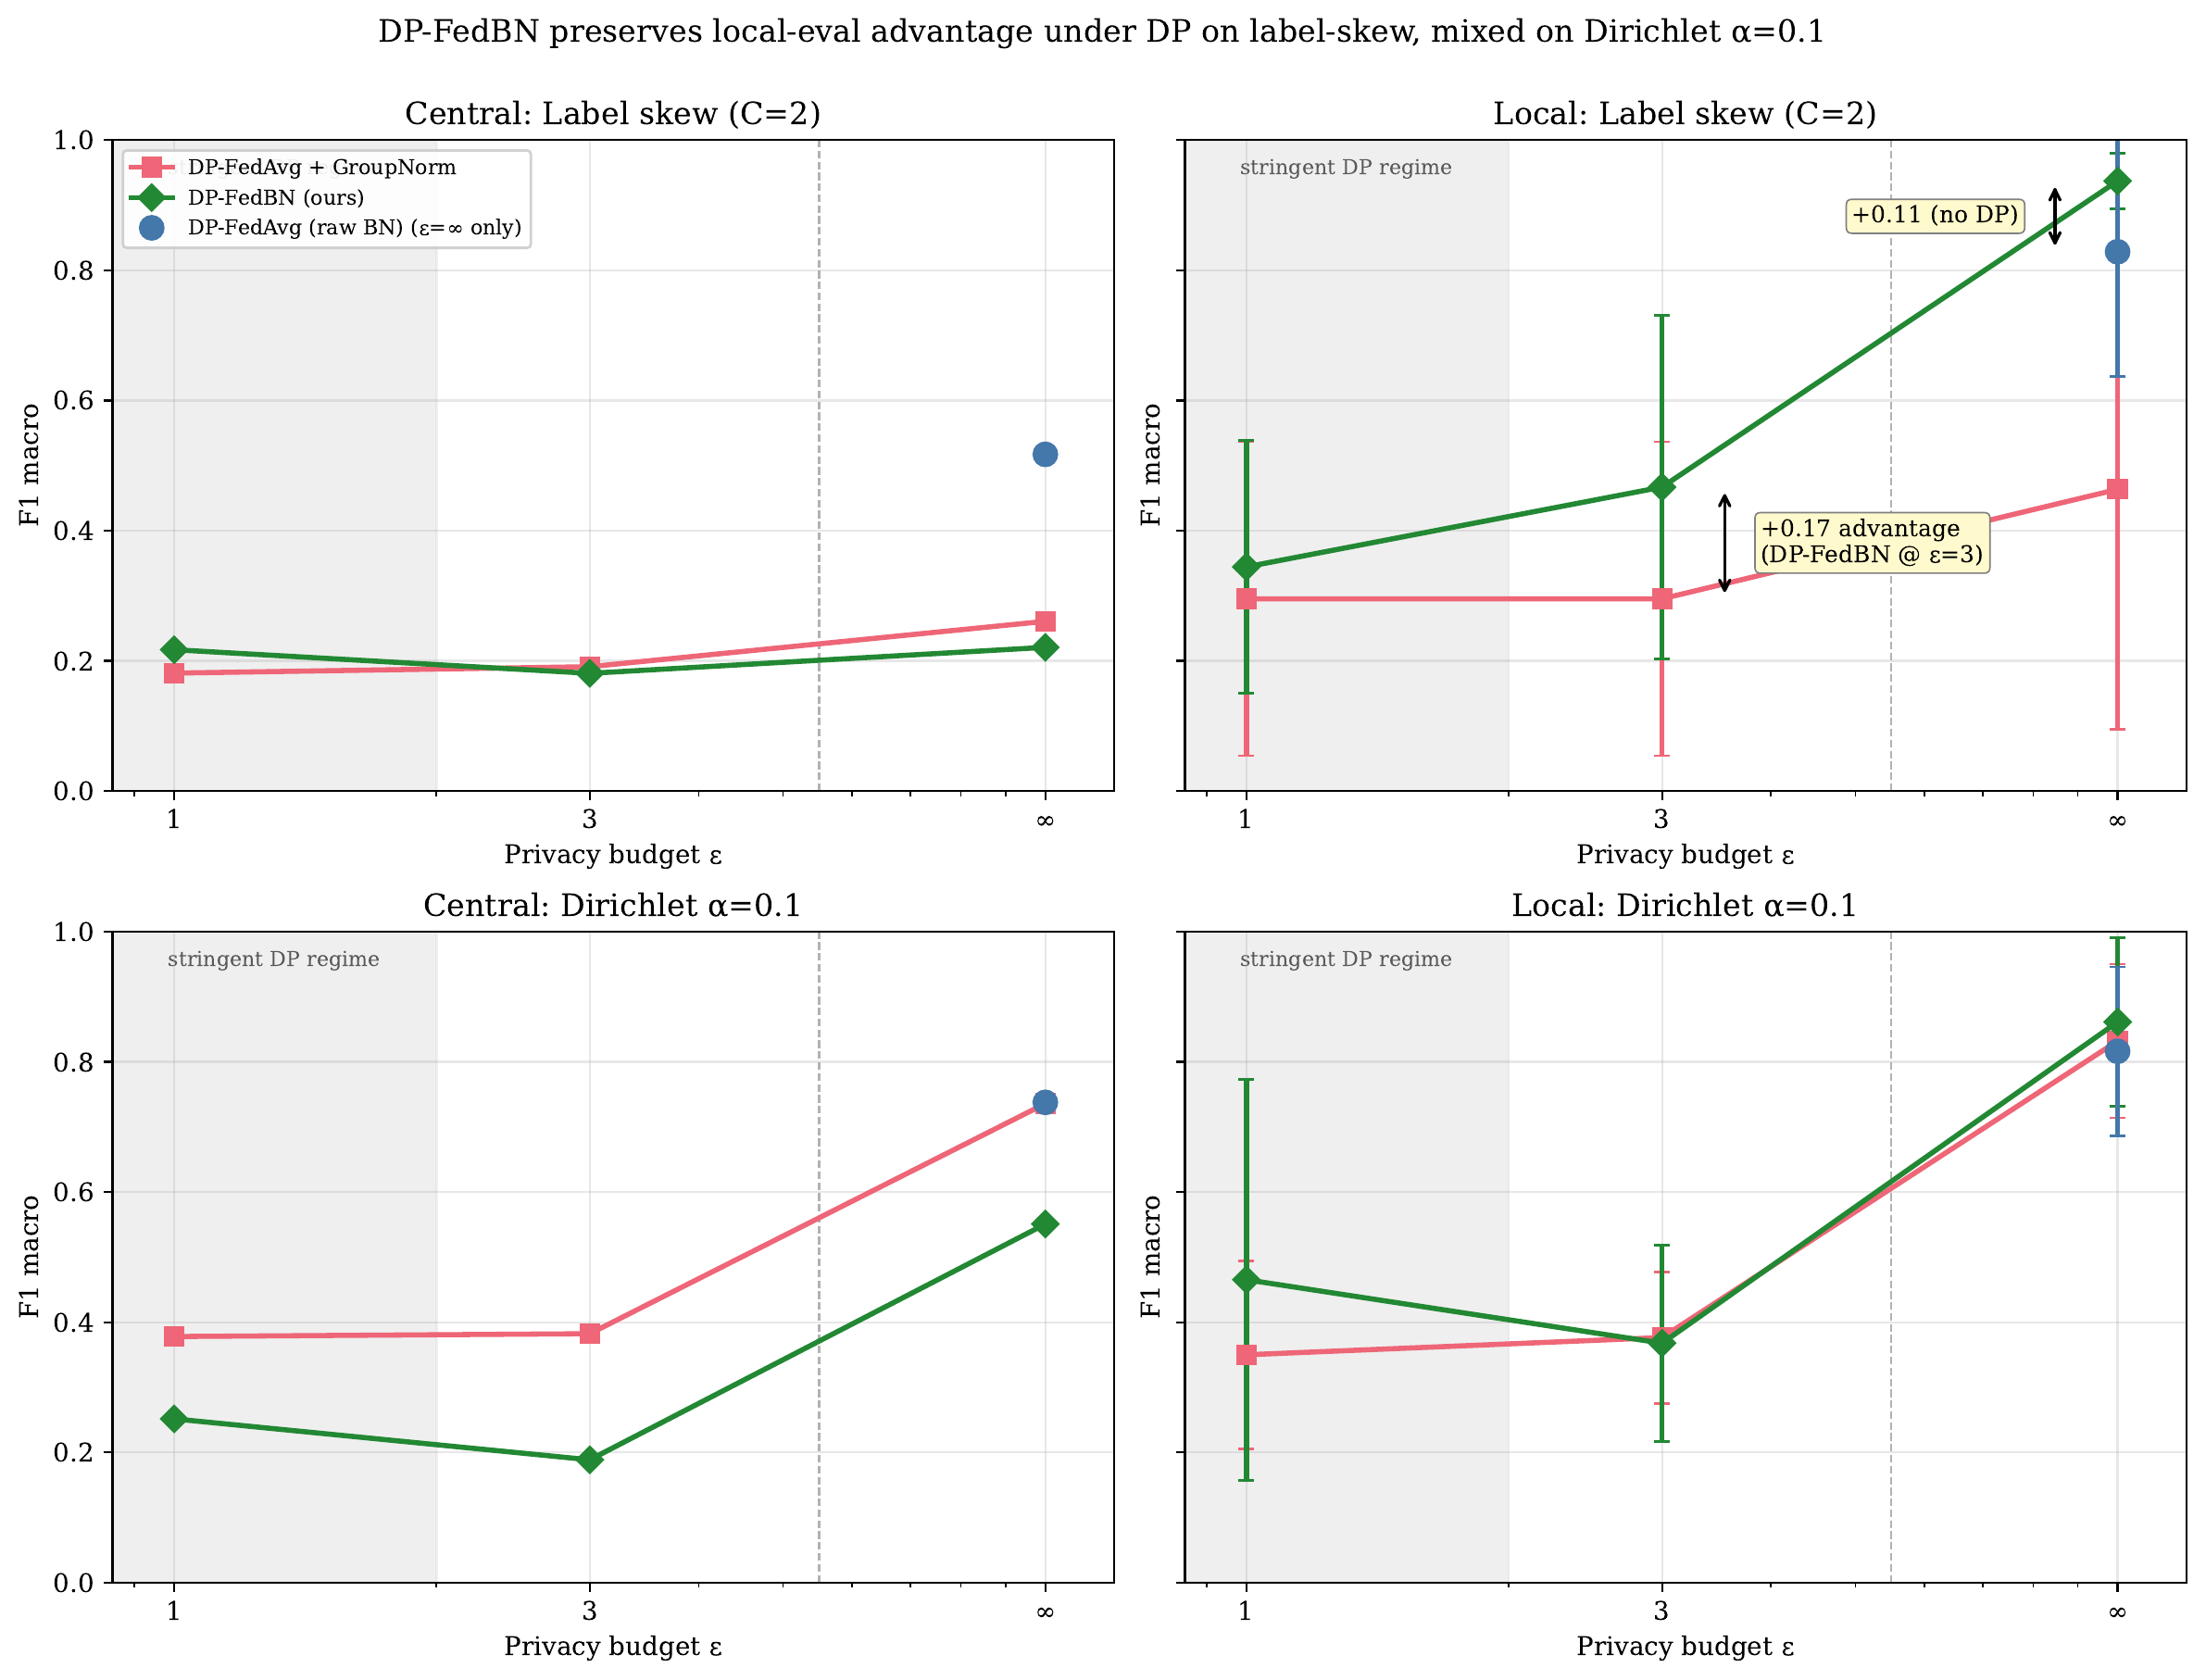 DP-FedBN preserves local-eval advantage under DP on label-skew, mixed on Dirichlet α=0.1
Central: Label skew (C=2)
1.0
0.8
0.6
0.4
0.2
0.0
F1 macro
DP-FedAvg + GroupNorm
DP-FedBN (ours)
DP-FedAvg (raw BN) (ε=∞ only)
1
3
∞
Privacy budget ε
Local: Label skew (C=2)
F1 macro
stringent DP regime
+0.11 (no DP)
+0.17 advantage
(DP-FedBN @ ε=3)
1
3
∞
Privacy budget ε
Central: Dirichlet α=0.1
1.0
0.8
0.6
0.4
0.2
0.0
F1 macro
stringent DP regime
1
3
∞
Privacy budget ε
Local: Dirichlet α=0.1
F1 macro
stringent DP regime
1
3
∞
Privacy budget ε